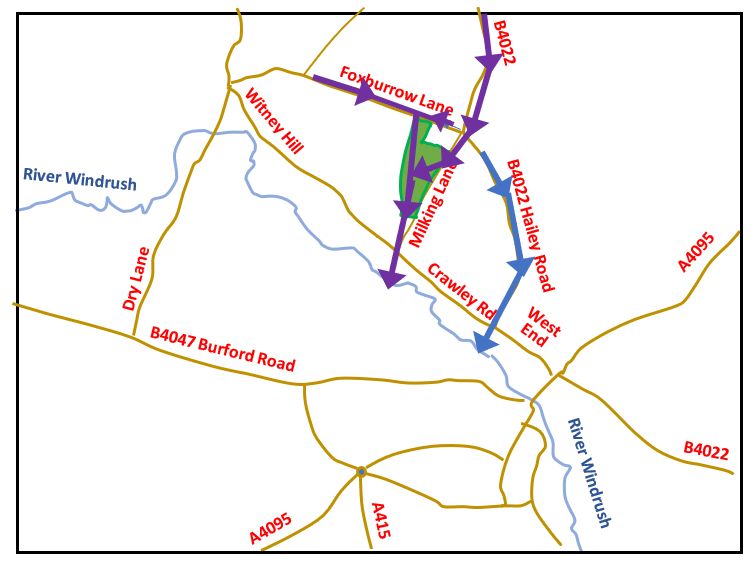 B4022
Foxburrow Lane
Witney Hill
River Windrush
B4022 Hailey Road
Milking Lane
A4095
Dry Lane
Crawley Rd
West
End
B4047 Burford Road
River Windrush
B4022
A4095
A415